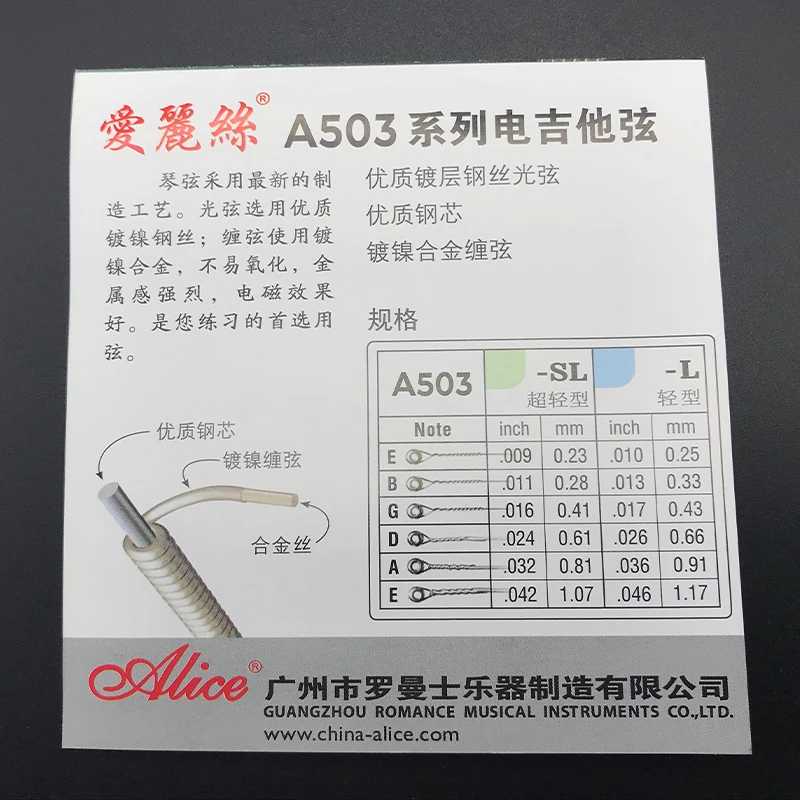 愛麗絲® A503系列电吉他弦
琴弦采用最新的制
造工艺。光弦选用优质
镀镍钢丝；缠弦使用镀
镍合金，不易氧化，金
属感强烈，电磁效果
好。是您练习的首选用
弦。
优质镀层钢丝光弦
优质钢芯
镀镍合金缠弦
规格
A503 -SL 超轻型 -L 轻型
Note inch mm inch mm
E .009 0.23 .010 0.25
B .011 0.28 .013 0.33
G .016 0.41 .017 0.43
D .024 0.61 .026 0.66
A .032 0.81 .036 0.91
E .042 1.07 .046 1.17
优质钢芯
镀镍缠弦
合金丝
Alice® 广州市罗曼士乐器制造有限公司
GUANGZHOU ROMANCE MUSICAL INSTRUMENTS CO.,LTD.
www.china-alice.com